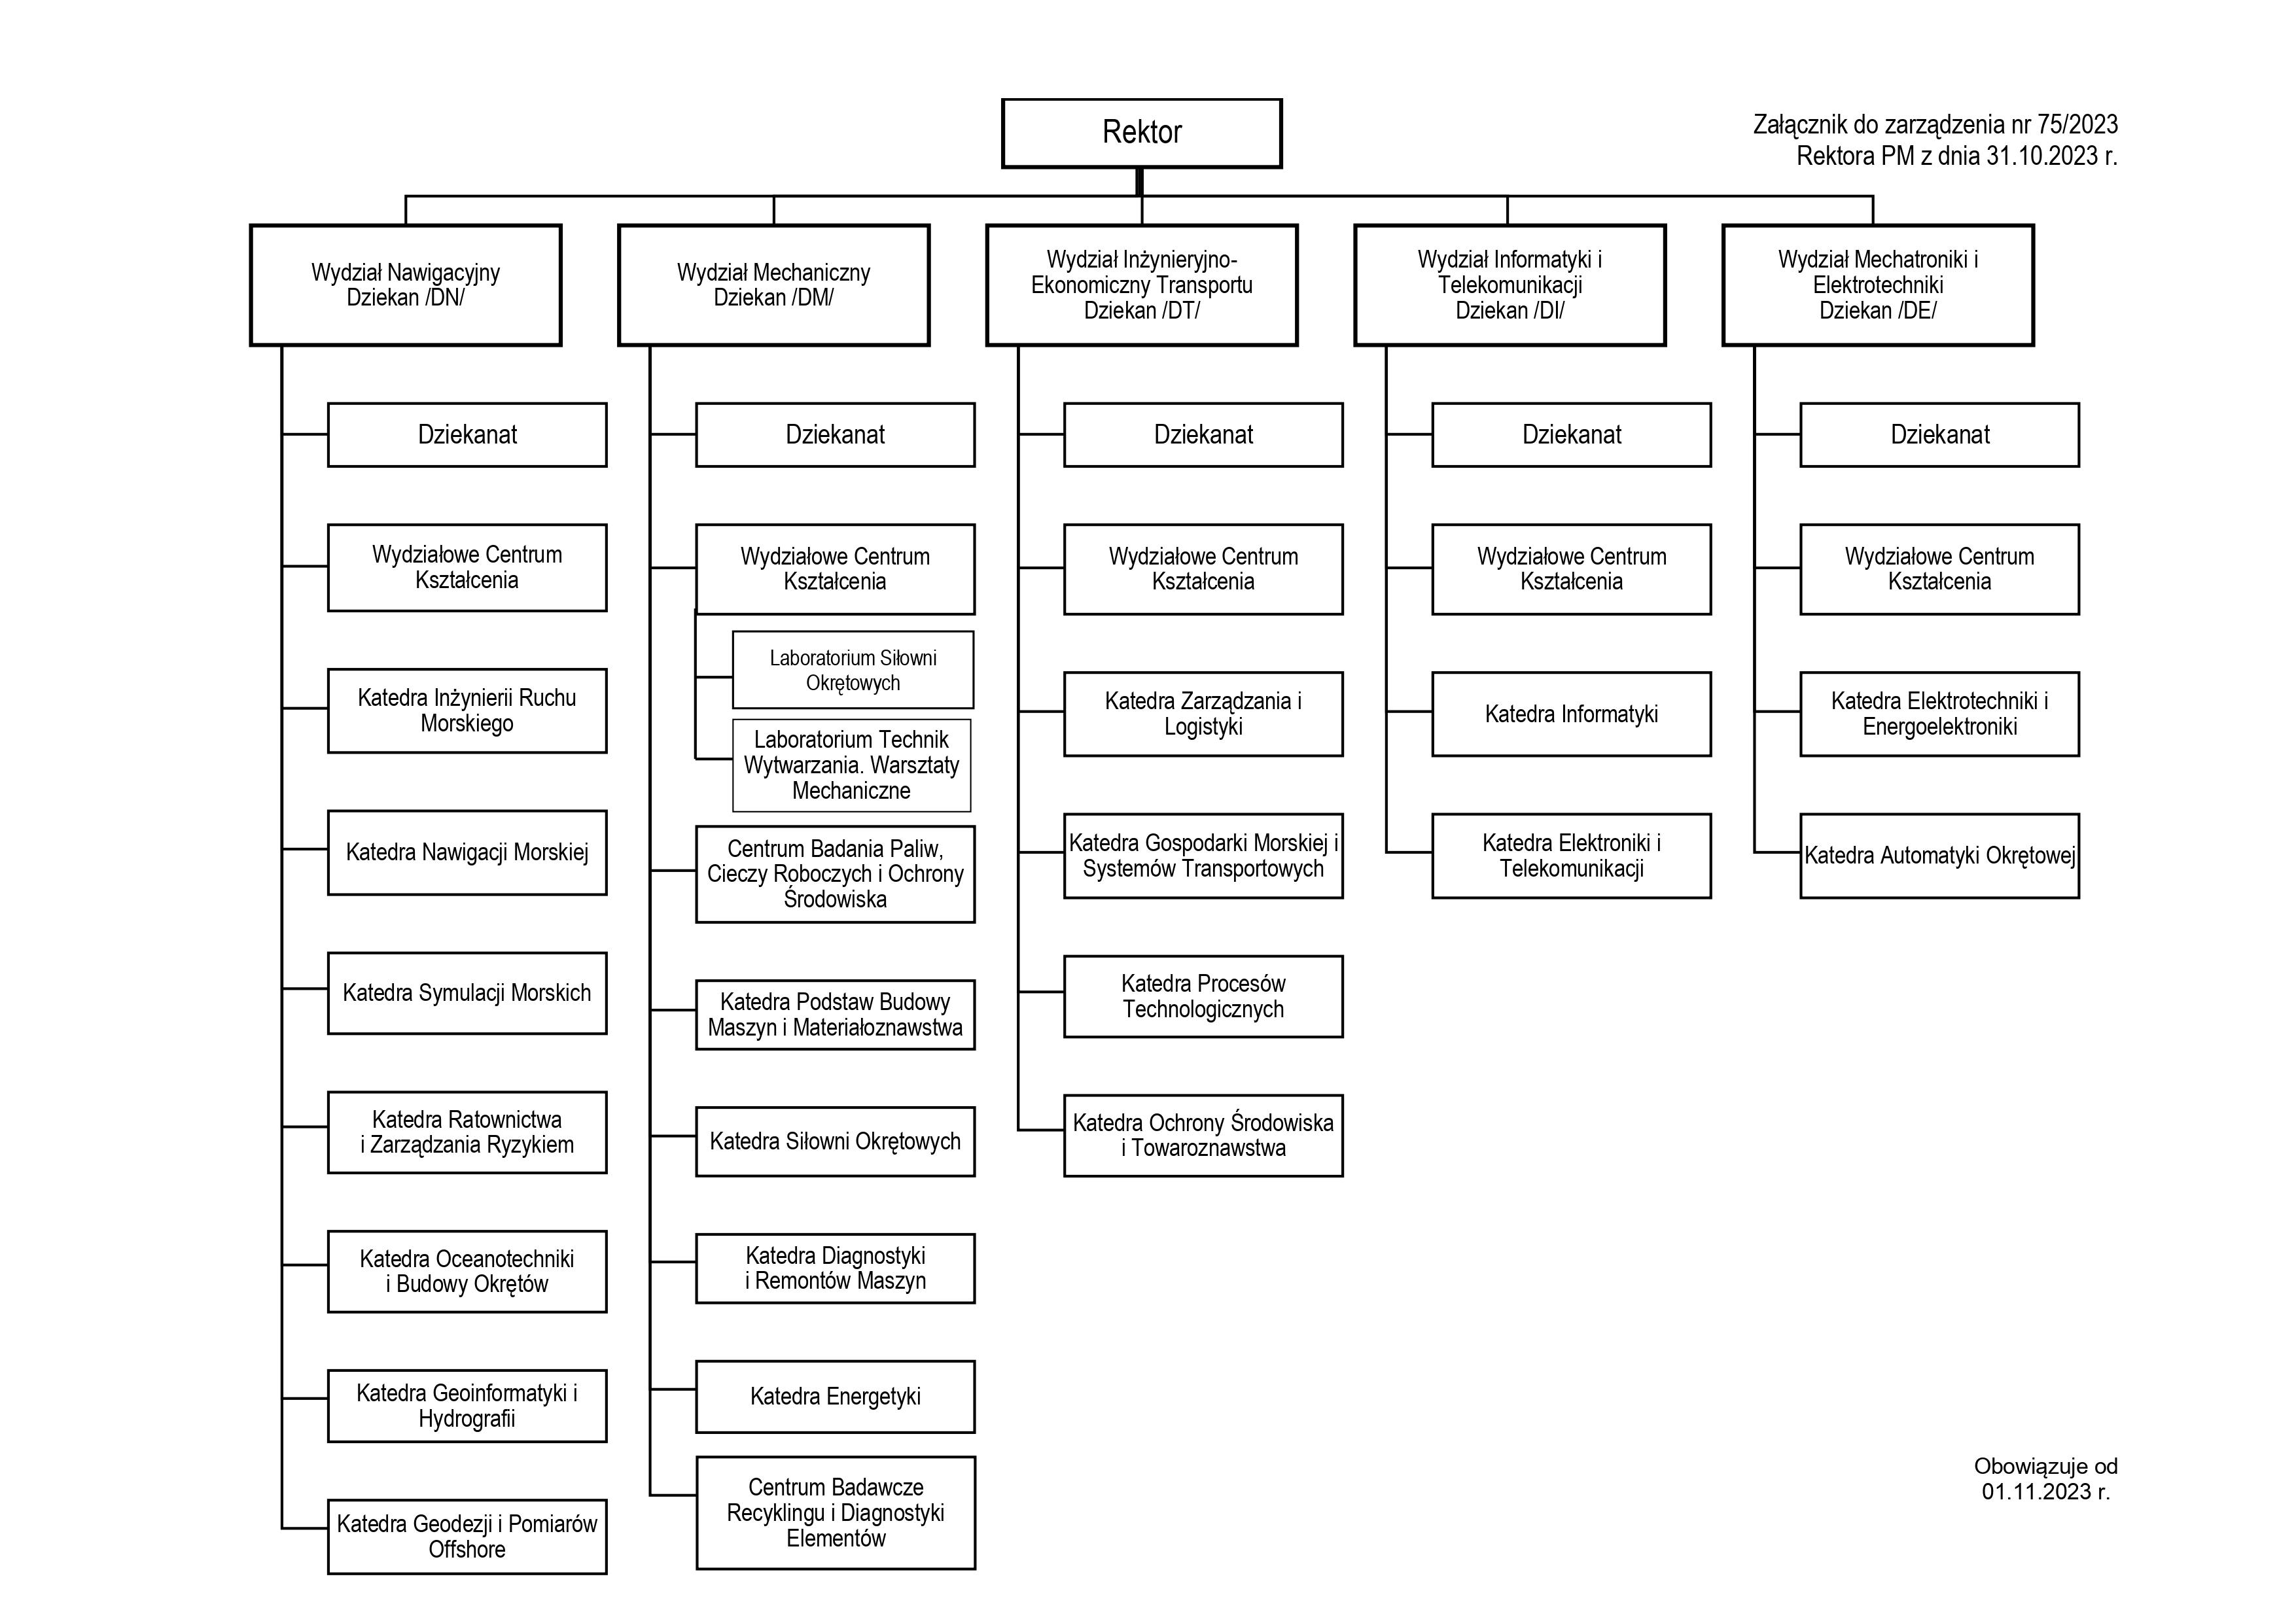 Rektor
Załącznik do zarządzenia nr 75/2023
Rektora PM z dnia 31.10.2023 r.
Wydział Nawigacyjny
Dziekan /DN/
Wydział Mechaniczny
Dziekan /DM/
Wydział Inżynieryjno-
Ekonomiczny Transportu
Dziekan /DT/
Wydział Informatyki i
Telekomunikacji
Dziekan /DI/
Wydział Mechatroniki i
Elektrotechniki
Dziekan /DE/
Dziekanat
Wydziałowe Centrum
Kształcenia
Katedra Inżynierii Ruchu
Morskiego
Katedra Nawigacji Morskiej
Katedra Symulacji Morskich
Katedra Ratownictwa
i Zarządzania Ryzykiem
Katedra Oceanotechniki
i Budowy Okrętów
Katedra Geoinformatyki i
Hydrografii
Katedra Geodezji i Pomiarów
Offshore
Dziekanat
Wydziałowe Centrum
Kształcenia
Laboratorium Siłowni
Okrętowych
Laboratorium Technik
Wytwarzania. Warsztaty
Mechaniczne
Centrum Badania Paliw,
Cieczy Roboczych i Ochrony
Środowiska
Katedra Podstaw Budowy
Maszyn i Materiałoznawstwa
Katedra Siłowni Okrętowych
Katedra Diagnostyki
i Remontów Maszyn
Katedra Energetyki
Centrum Badawcze
Recyklingu i Diagnostyki
Elementów
Dziekanat
Wydziałowe Centrum
Kształcenia
Katedra Zarządzania i
Logistyki
Katedra Gospodarki Morskiej i
Systemów Transportowych
Katedra Procesów
Technologicznych
Katedra Ochrony Środowiska
i Towaroznawstwa
Dziekanat
Wydziałowe Centrum
Kształcenia
Katedra Informatyki
Katedra Elektroniki i
Telekomunikacji
Dziekanat
Wydziałowe Centrum
Kształcenia
Katedra Elektrotechniki i
Energoelektroniki
Katedra Automatyki Okrętowej
Obowiązuje od
01.11.2023 r.